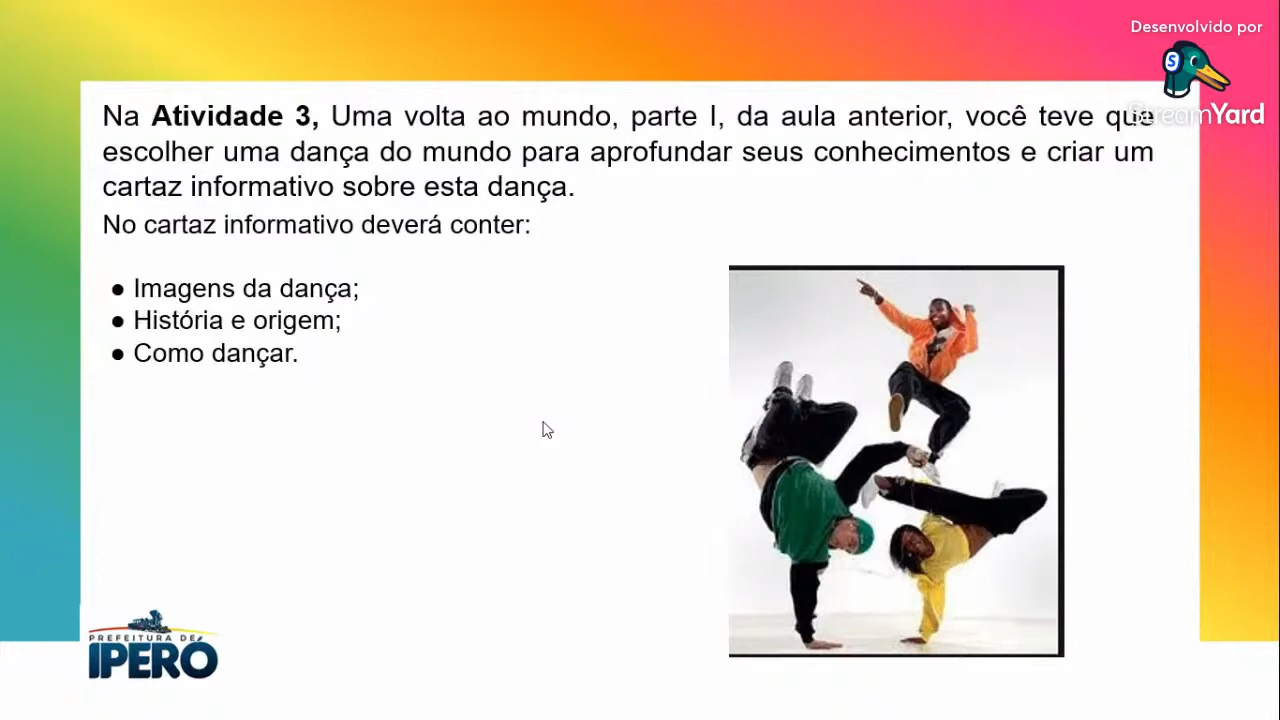 Desenvolvido por
StreamYard
Na Atividade 3, Uma volta ao mundo, parte I, da aula anterior, você teve que
escolher uma dança do mundo para aprofundar seus conhecimentos e criar um
cartaz informativo sobre esta dança.
No cartaz informativo deverá conter:
● Imagens da dança;
● História e origem;
● Como dançar.
PREFEITURA DE
IPERÓ